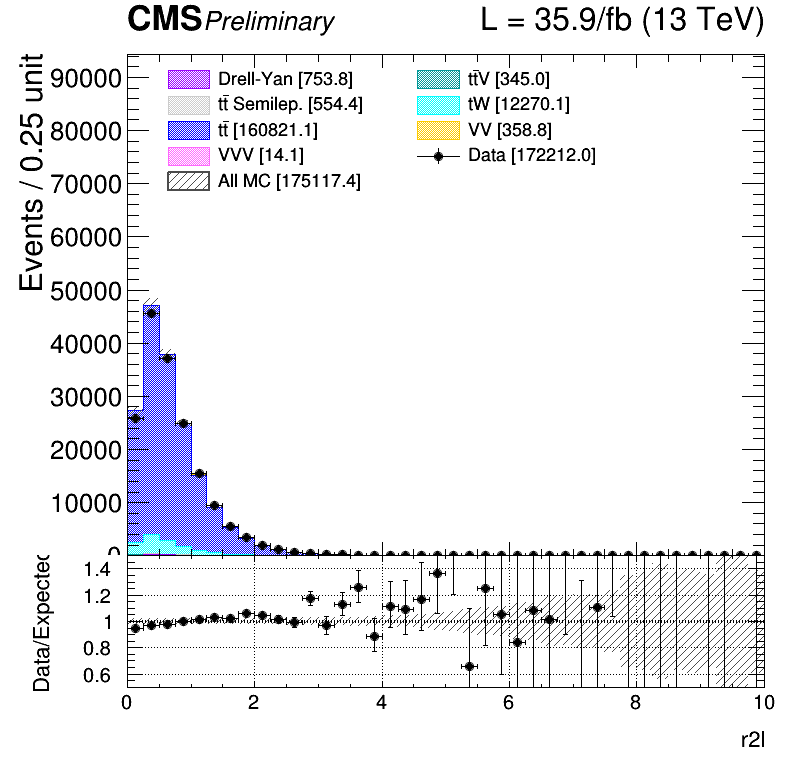 CMS Preliminary L = 35.9/fb (13 TeV)
Events / 0.25 unit
90000
80000
70000
60000
50000
40000
30000
20000
10000
0
Drell-Yan [753.8]
tt̄ Semilep. [554.4]
tt̄ [160821.1]
VVV [14.1]
All MC [175117.4]
tt̄V [345.0]
tW [12270.1]
VV [358.8]
Data [172212.0]
Data/Expected
1.4
1.2
1
0.8
0.6
0 2 4 6 8 10
r2l